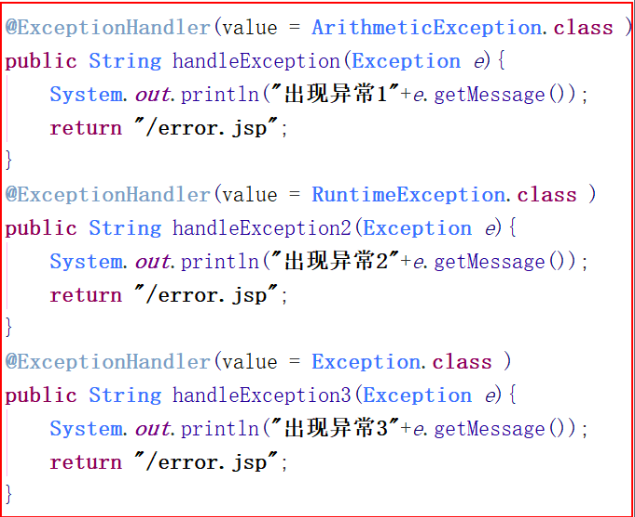 @ExceptionHandler(value = ArithmeticException.class )
public String handleException(Exception e){
System.out.println("出现异常1"+e.getMessage());
return "/error.jsp";
}
@ExceptionHandler(value = RuntimeException.class )
public String handleException2(Exception e){
System.out.println("出现异常2"+e.getMessage());
return "/error.jsp";
}
@ExceptionHandler(value = Exception.class )
public String handleException3(Exception e){
System.out.println("出现异常3"+e.getMessage());
return "/error.jsp";
}